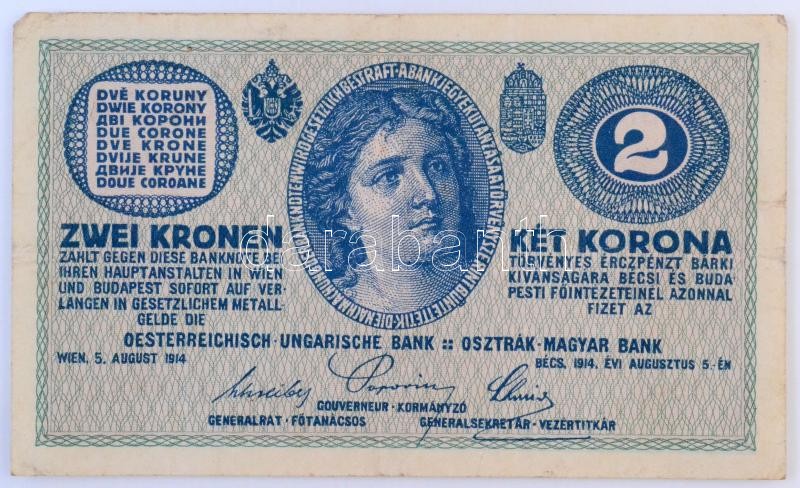 DVĚ KORUNY
DWIE KORONY
ДВІ КОРОНИ
DUE CORONE
DVE KRONE
DVIJE KRUNE
ДВИЈЕ КРУНЕ
DOUE COROANE
2
ZWEI KRONEN
ZAHLT GEGEN DIESE BANKNOTE BEI
IHREN HAUPTANSTALTEN IN WIEN
UND BUDAPEST SOFORT AUF VER-
LANGEN IN GESETZLICHEM METALL-
GELDE DIE
KÉT KORONA
TÖRVÉNYES ÉRCZPÉNZT BÁRKI
KIVÁNSÁGÁRA BÉCSI ÉS BUDA
PESTI FŐINTÉZETEINÉL AZONNAL
FIZET AZ
darabanth
OESTERREICHISCH-UNGARISCHE BANK :: OSZTRÁK-MAGYAR BANK
WIEN, 5. AUGUST 1914
BÉCS, 1914. ÉVI AUGUSZTUS 5.-ÉN
GOUVERNEUR · KORMÁNYZÓ
GENERALRAT · FŐTANÁCSOS
GENERALSEKRETÄR · VEZÉRTITKÁR